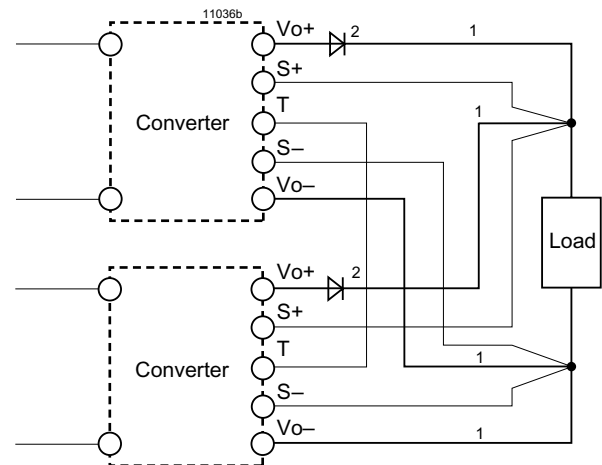 11036b
Vo+
2
1
S+
T
1
Converter
S–
Vo–
Load
Vo+
2
S+
T
1
Converter
S–
Vo–
1